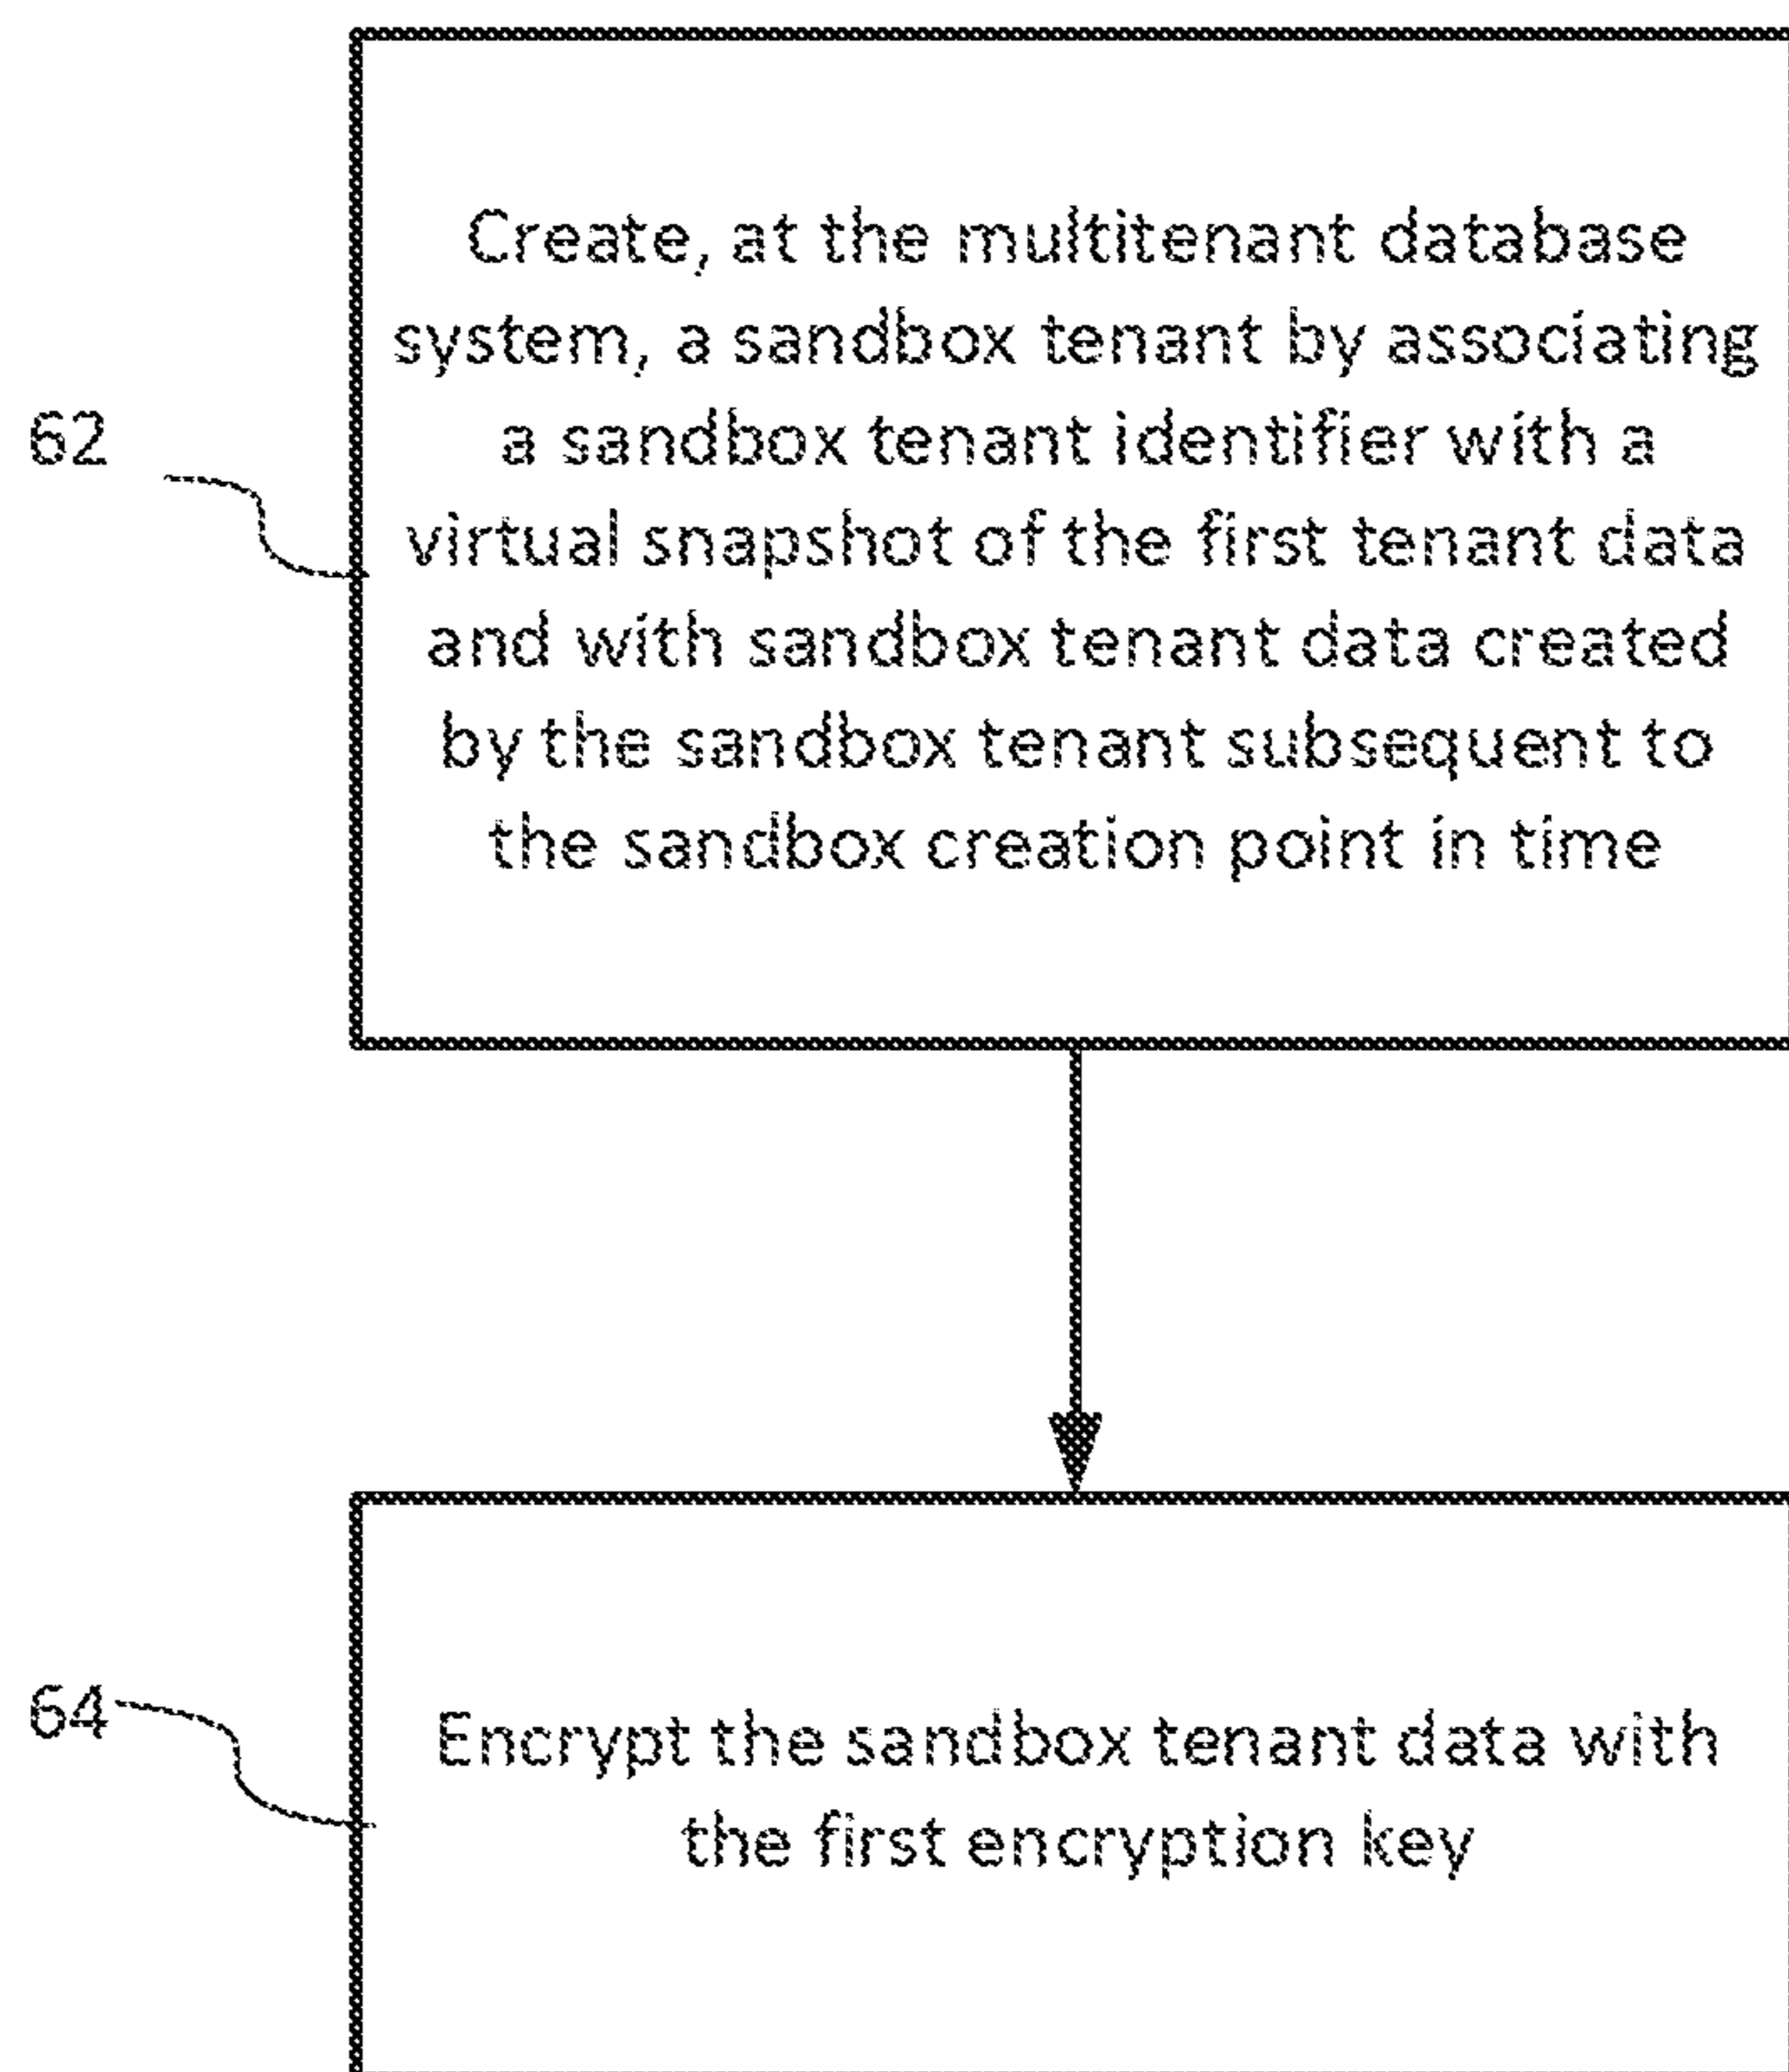 Create, at the multitenant database
system, a sandbox tenant by associating
a sandbox tenant identifier with a
virtual snapshot of the first tenant data
and with sandbox tenant data created
by the sandbox tenant subsequent to
the sandbox creation point in time
62
64
Encrypt the sandbox tenant data with
the first encryption key